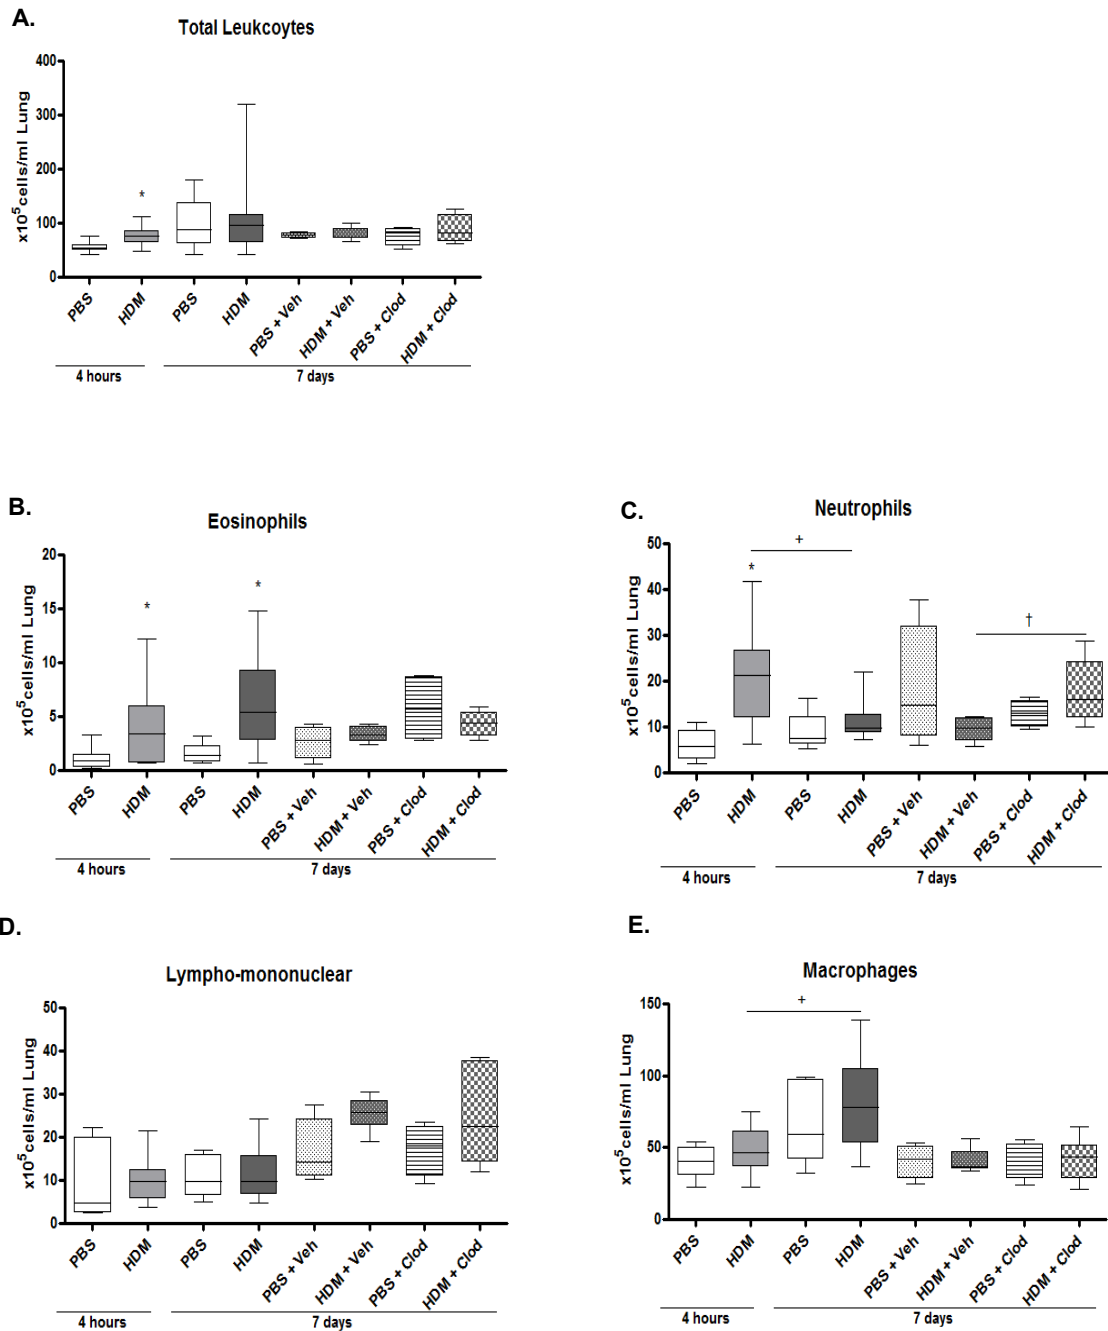 A.
Total Leukcoytes
x10⁵cells/ml Lung
400
300
200
100
0
PBS
HDM
PBS
HDM
PBS + Veh
HDM + Veh
PBS + Clod
HDM + Clod
4 hours
7 days
*
B.
Eosinophils
x10⁵cells/ml Lung
20
15
10
5
0
*
*
PBS
HDM
PBS
HDM
PBS + Veh
HDM + Veh
PBS + Clod
HDM + Clod
4 hours
7 days
C.
Neutrophils
x10⁵cells/ml Lung
50
40
30
20
10
0
+
*
†
PBS
HDM
PBS
HDM
PBS + Veh
HDM + Veh
PBS + Clod
HDM + Clod
4 hours
7 days
D.
Lympho-mononuclear
x10⁵cells/ml Lung
50
40
30
20
10
0
PBS
HDM
PBS
HDM
PBS + Veh
HDM + Veh
PBS + Clod
HDM + Clod
4 hours
7 days
E.
Macrophages
x10⁵cells/ml Lung
150
100
50
0
+
PBS
HDM
PBS
HDM
PBS + Veh
HDM + Veh
PBS + Clod
HDM + Clod
4 hours
7 days